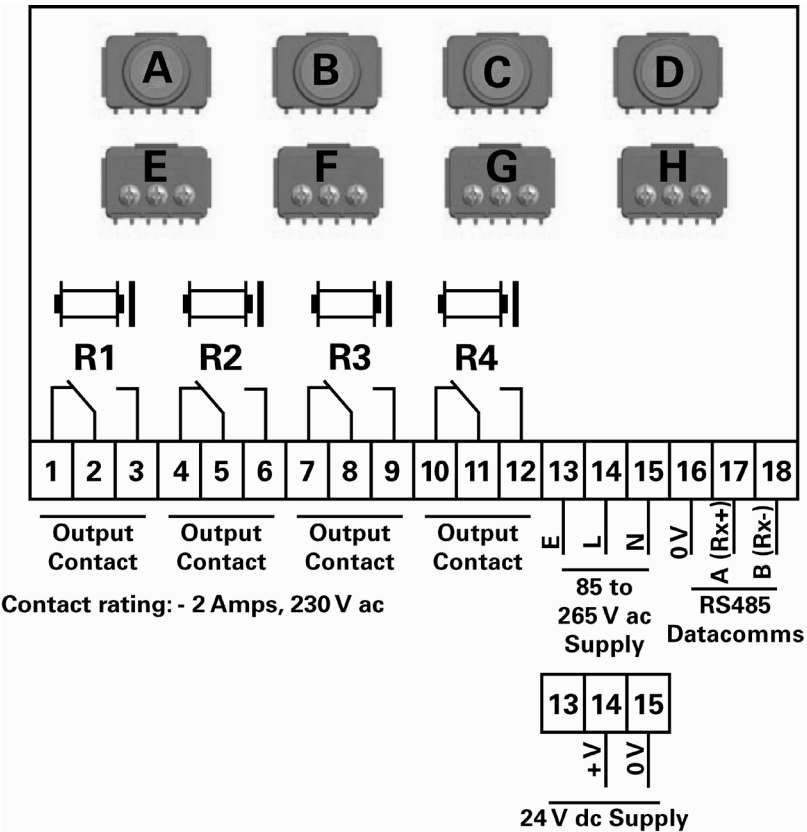 A B C D
E F G H
R1 R2 R3 R4
1 2 3 4 5 6 7 8 9 10 11 12 13 14 15 16 17 18
Output Contact
Output Contact
Output Contact
Output Contact
E
L
N
0 V
A (Rx+)
B (Rx-)
Contact rating: - 2 Amps, 230 V ac
85 to
265 V ac
Supply
RS485
Datacomms
13 14 15
+ V
0 V
24 V dc Supply